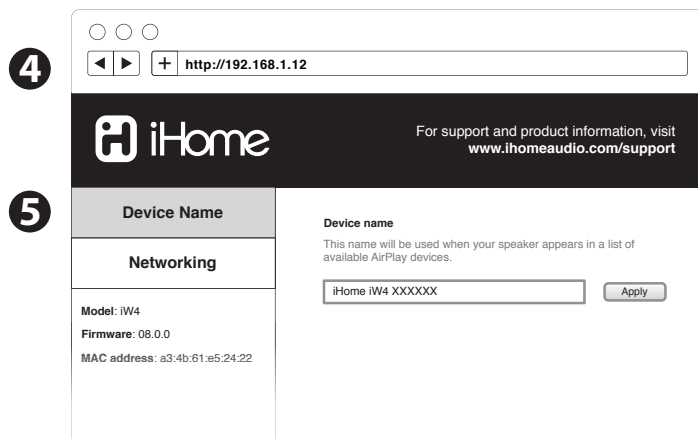 4
http://192.168.1.12
iHome
For support and product information, visit
www.ihomeaudio.com/support
5
Device Name
Networking
Model: iW4
Firmware: 08.0.0
MAC address: a3:4b:61:e5:24:22
Device name
This name will be used when your speaker appears in a list of
available AirPlay devices.
iHome iW4 XXXXXX
Apply